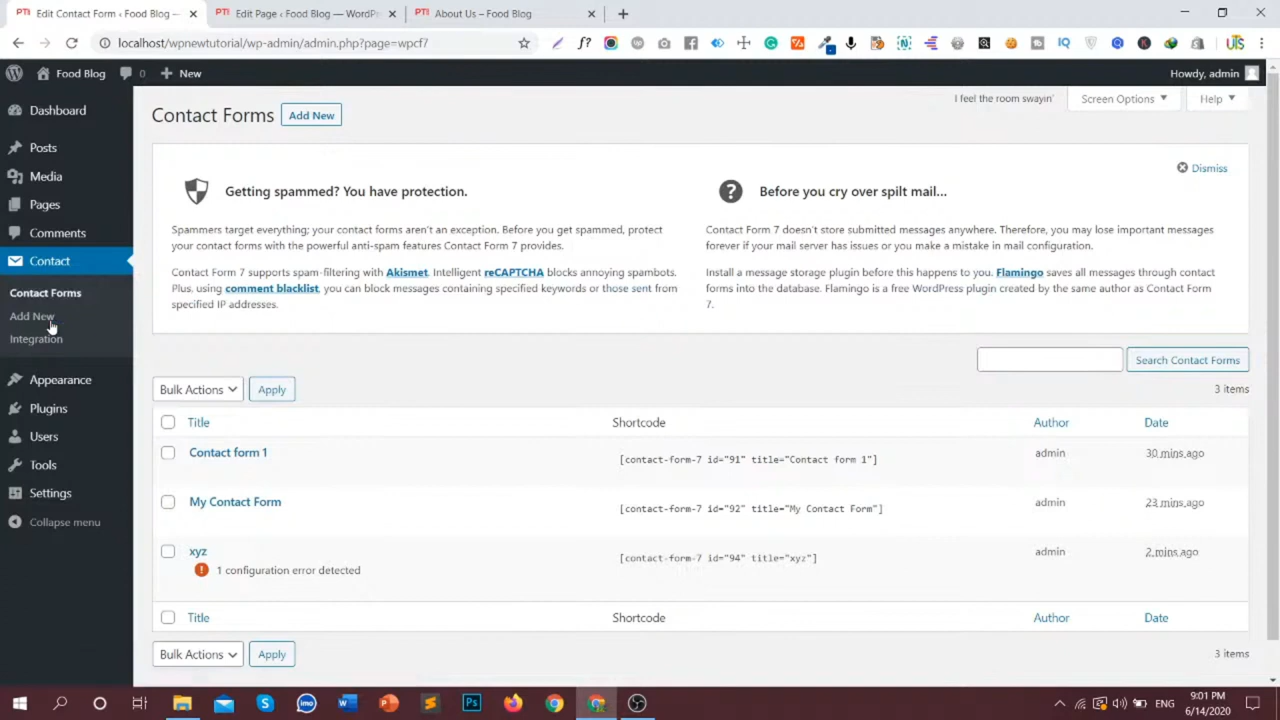 PTI Edit Contact Form ‹ Food Blog —
PTI Edit Page ‹ Food Blog — WordPr
PTI About Us – Food Blog
localhost/wpnewtutorial/wp-admin/admin.php?page=wpcf7
Food Blog 0 New
Howdy, admin
Dashboard
Posts
Media
Pages
Comments
Contact
Contact Forms
Add New
Integration
Appearance
Plugins
Users
Tools
Settings
Collapse menu
I feel the room swayin'
Screen Options
Help
Contact Forms Add New
Dismiss
Getting spammed? You have protection.
Spammers target everything; your contact forms aren't an exception. Before you get spammed, protect
your contact forms with the powerful anti-spam features Contact Form 7 provides.
Contact Form 7 supports spam-filtering with Akismet. Intelligent reCAPTCHA blocks annoying spambots.
Plus, using comment blacklist, you can block messages containing specified keywords or those sent from
specified IP addresses.
Before you cry over spilt mail...
Contact Form 7 doesn't store submitted messages anywhere. Therefore, you may lose important messages
forever if your mail server has issues or you make a mistake in mail configuration.
Install a message storage plugin before this happens to you. Flamingo saves all messages through contact
forms into the database. Flamingo is a free WordPress plugin created by the same author as Contact Form
7.
Search Contact Forms
Bulk Actions Apply
3 items
Title Shortcode Author Date
Contact form 1 [contact-form-7 id="91" title="Contact form 1"] admin 30 mins ago
My Contact Form [contact-form-7 id="92" title="My Contact Form"] admin 23 mins ago
xyz [contact-form-7 id="94" title="xyz"] admin 2 mins ago
1 configuration error detected
Title Shortcode Author Date
Bulk Actions Apply
3 items
ENG
9:01 PM
6/14/2020